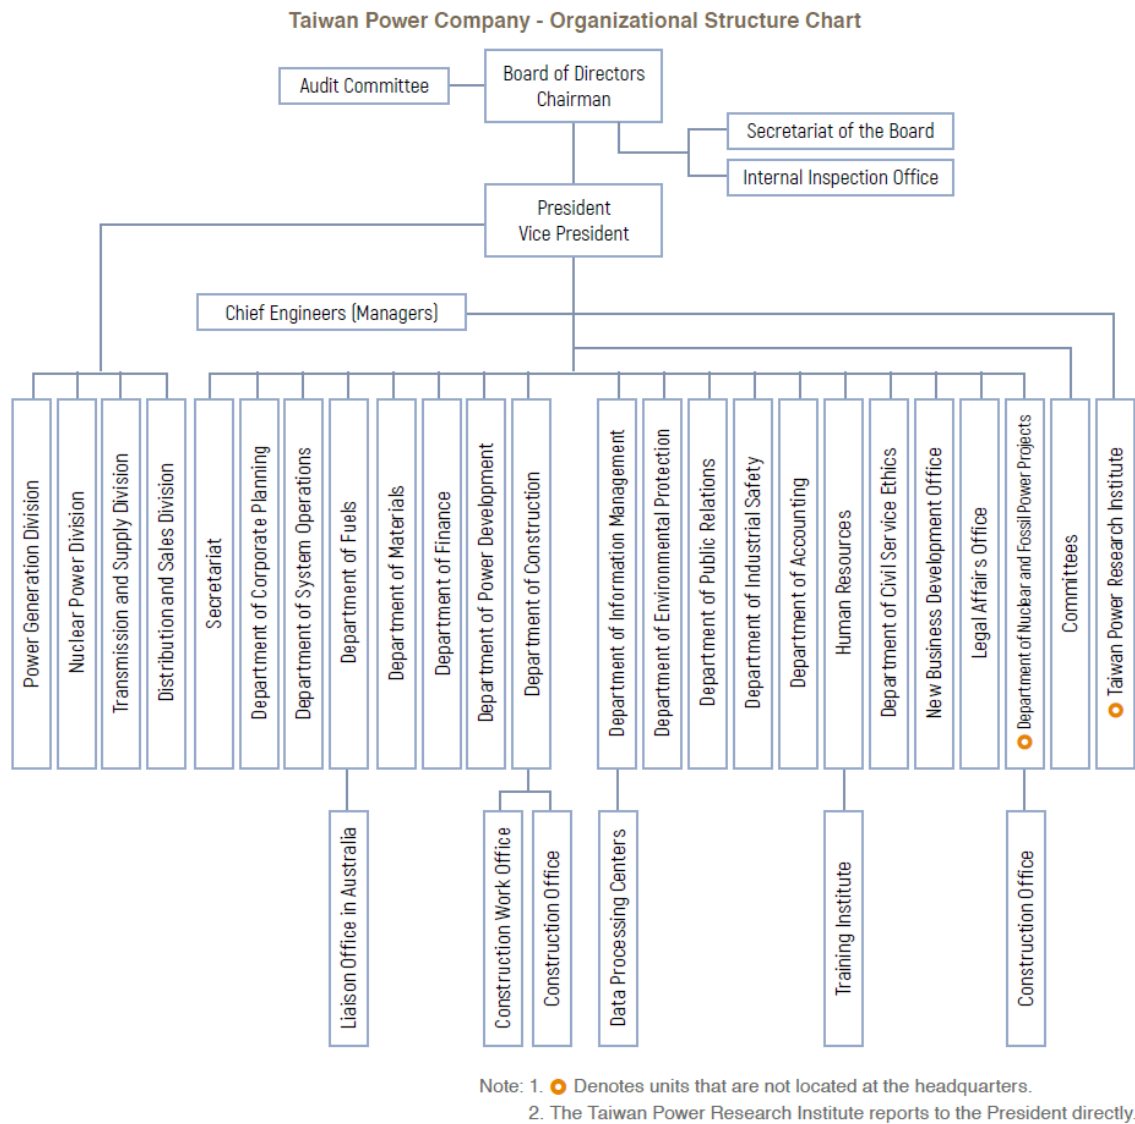 Taiwan Power Company - Organizational Structure Chart
Board of Directors
Chairman
Audit Committee
Secretariat of the Board
Internal Inspection Office
President
Vice President
Chief Engineers (Managers)
Power Generation Division
Nuclear Power Division
Transmission and Supply Division
Distribution and Sales Division
Secretariat
Department of Corporate Planning
Department of System Operations
Department of Fuels
Department of Materials
Department of Finance
Department of Power Development
Department of Construction
Department of Information Management
Department of Environmental Protection
Department of Public Relations
Department of Industrial Safety
Department of Accounting
Human Resources
Department of Civil Service Ethics
New Business Development Office
Legal Affair's Office
Department of Nuclear and Fossil Power Projects
Committees
Taiwan Power Research Institute
Liaison Office in Australia
Construction Work Office
Construction Office
Data Processing Centers
Training Institute
Construction Office
Note: 1. Denotes units that are not located at the headquarters.
2. The Taiwan Power Research Institute reports to the President directly.